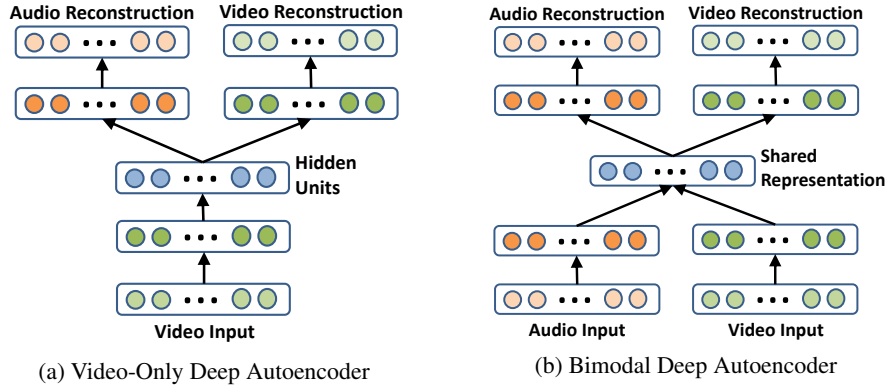 Audio Reconstruction Video Reconstruction
Hidden
Units
Video Input
(a) Video-Only Deep Autoencoder
Audio Reconstruction Video Reconstruction
Shared
Representation
Audio Input Video Input
(b) Bimodal Deep Autoencoder